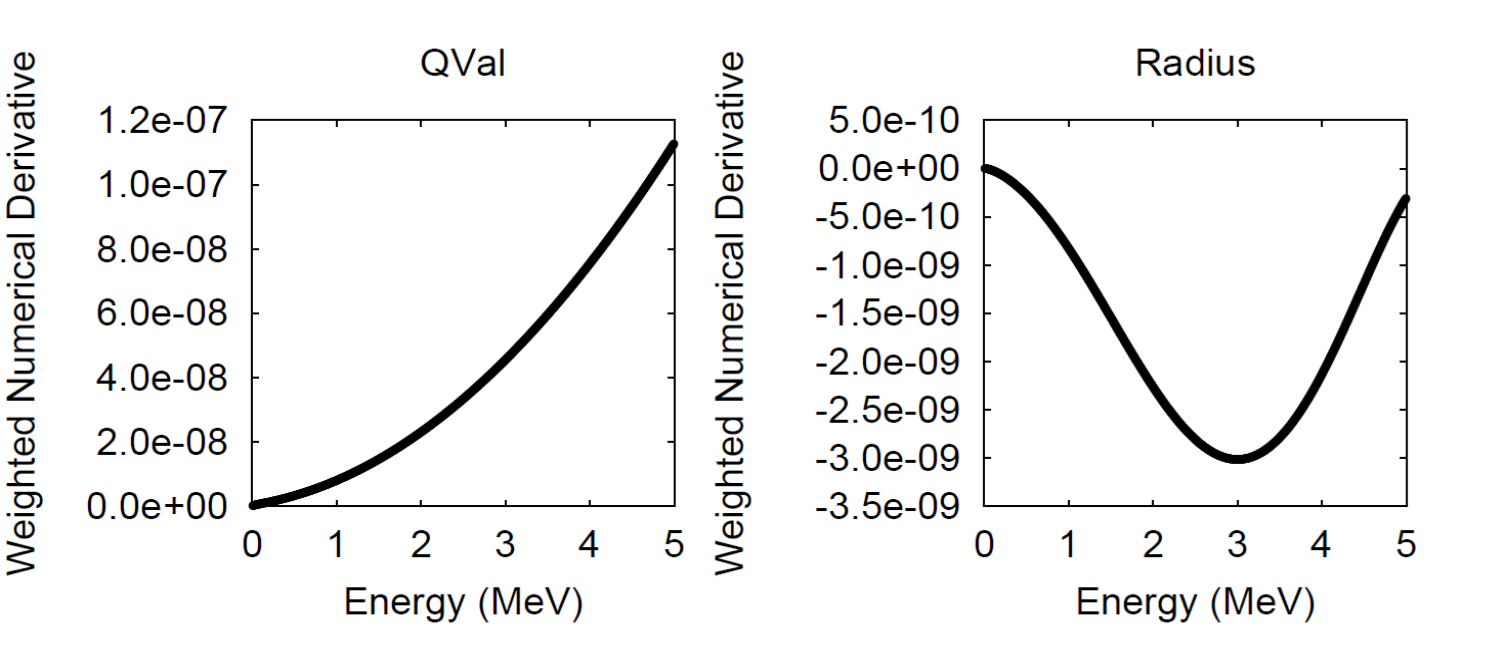 QVal
Weighted Numerical Derivative
1.2e-07
1.0e-07
8.0e-08
6.0e-08
4.0e-08
2.0e-08
0.0e+00
0 1 2 3 4 5
Energy (MeV)
Radius
Weighted Numerical Derivative
5.0e-10
0.0e+00
-5.0e-10
-1.0e-09
-1.5e-09
-2.0e-09
-2.5e-09
-3.0e-09
-3.5e-09
0 1 2 3 4 5
Energy (MeV)